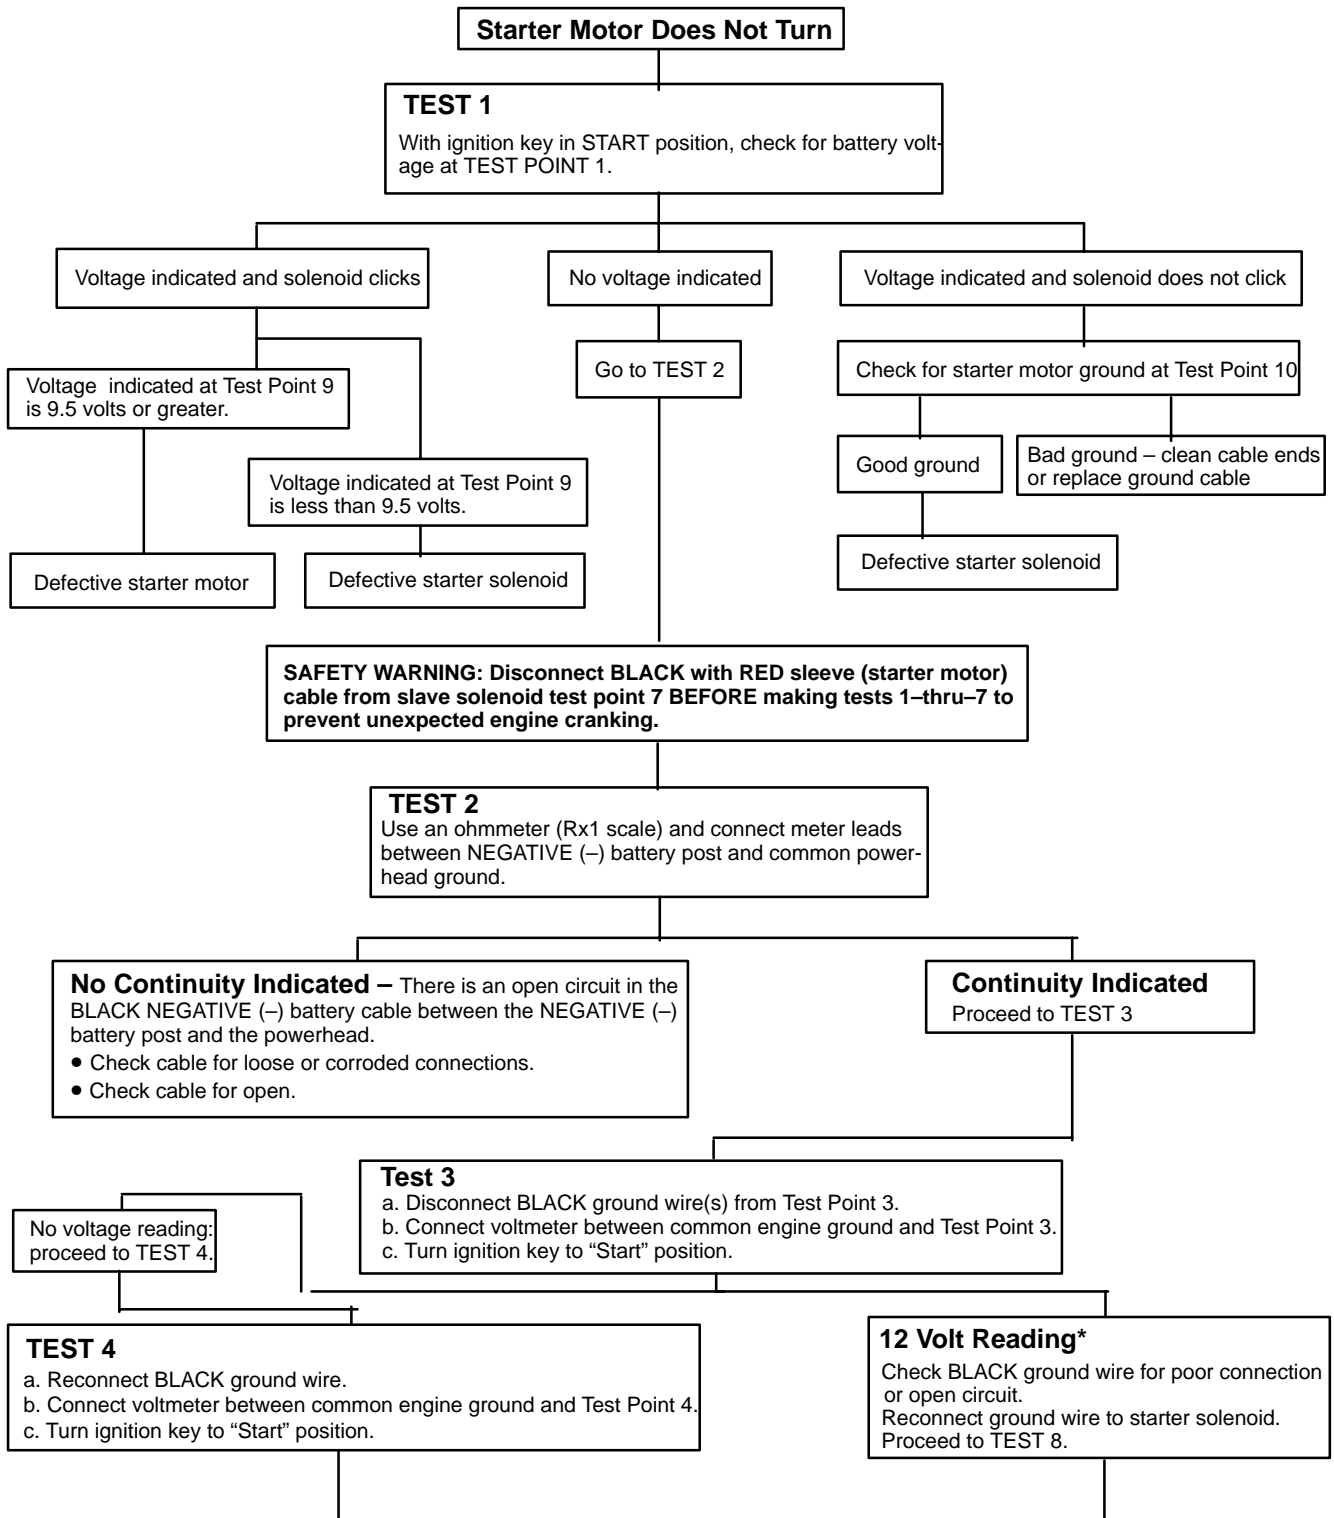 Starter Motor Does Not Turn
TEST 1
With ignition key in START position, check for battery volt-
age at TEST POINT 1.
Voltage indicated and solenoid clicks
No voltage indicated
Voltage indicated and solenoid does not click
Voltage indicated at Test Point 9
is 9.5 volts or greater.
Go to TEST 2
Check for starter motor ground at Test Point 10
Voltage indicated at Test Point 9
is less than 9.5 volts.
Good ground
Bad ground – clean cable ends
or replace ground cable
Defective starter motor
Defective starter solenoid
Defective starter solenoid
SAFETY WARNING: Disconnect BLACK with RED sleeve (starter motor)
cable from slave solenoid test point 7 BEFORE making tests 1–thru–7 to
prevent unexpected engine cranking.
TEST 2
Use an ohmmeter (Rx1 scale) and connect meter leads
between NEGATIVE (–) battery post and common power-
head ground.
No Continuity Indicated – There is an open circuit in the
BLACK NEGATIVE (–) battery cable between the NEGATIVE (–)
battery post and the powerhead.
• Check cable for loose or corroded connections.
• Check cable for open.
Continuity Indicated
Proceed to TEST 3
Test 3
a. Disconnect BLACK ground wire(s) from Test Point 3.
b. Connect voltmeter between common engine ground and Test Point 3.
c. Turn ignition key to “Start” position.
No voltage reading:
proceed to TEST 4.
TEST 4
a. Reconnect BLACK ground wire.
b. Connect voltmeter between common engine ground and Test Point 4.
c. Turn ignition key to “Start” position.
12 Volt Reading*
Check BLACK ground wire for poor connection
or open circuit.
Reconnect ground wire to starter solenoid.
Proceed to TEST 8.